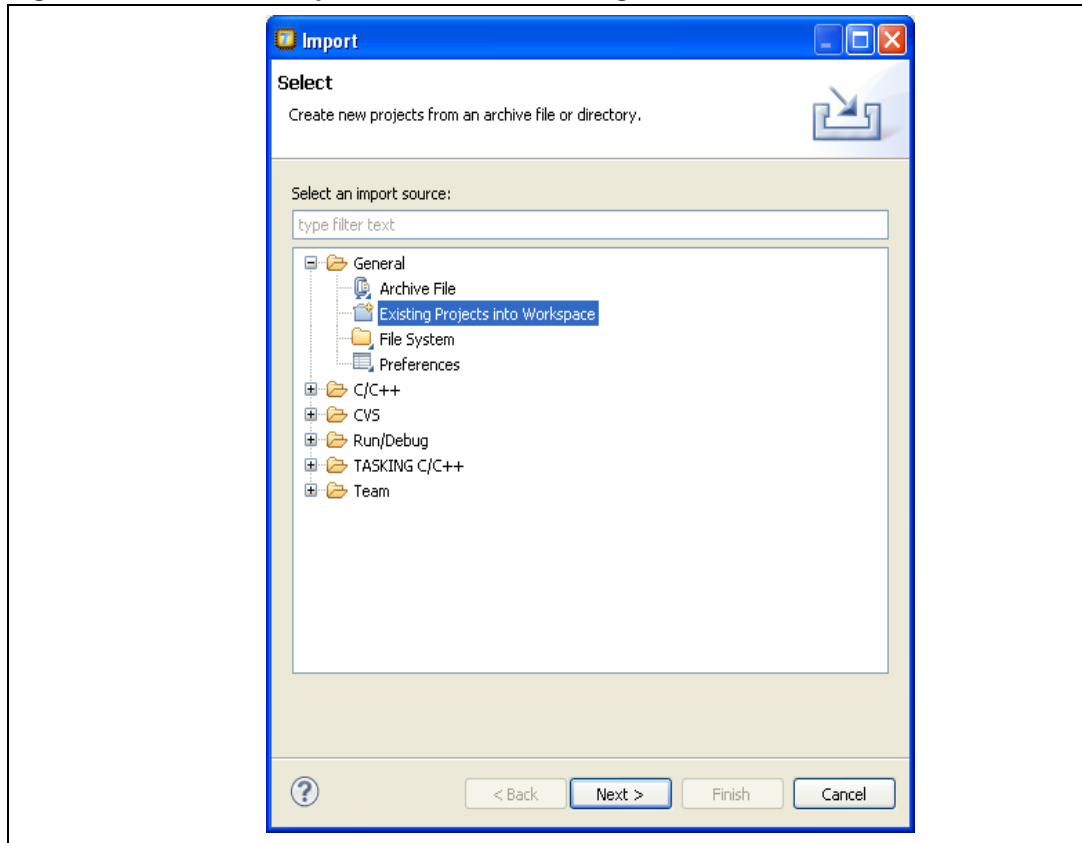 Import
Select
Create new projects from an archive file or directory.
Select an import source:
type filter text
General
Archive File
Existing Projects into Workspace
File System
Preferences
C/C++
CVS
Run/Debug
TASKING C/C++
Team
< Back Next > Finish Cancel